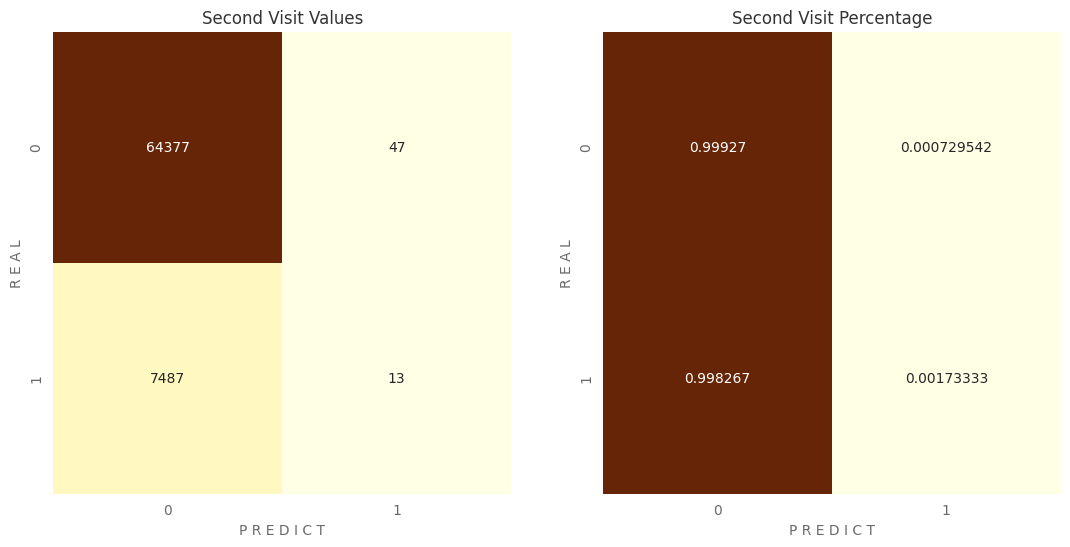 Second Visit Values
0
1
R E A L
64377
47
7487
13
0
1
P R E D I C T
Second Visit Percentage
0
1
R E A L
0.99927
0.000729542
0.998267
0.00173333
0
1
P R E D I C T